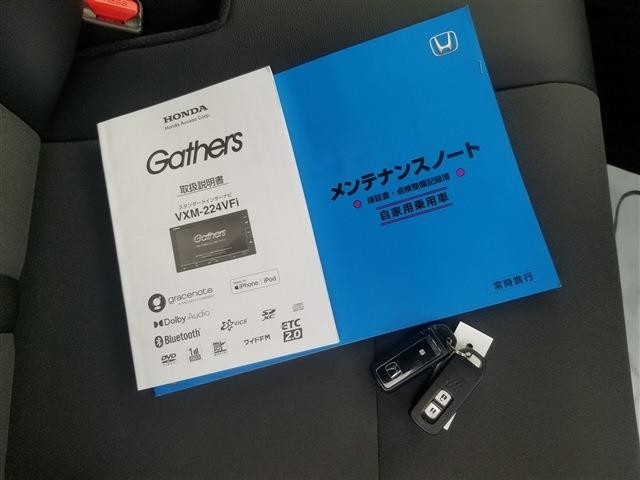 HONDA
Honda Access Corp.
Gathers
取扱説明書
スタンダードインターナビ
VXM-224VFi
Gathers
gracenote
iPhone | iPod
Dolby Audio
Bluetooth
VICS
SD XC
DVD
1seg
ワイドFM
ETC 2.0
メンテナンスノート
保証書・点検整備記録簿
自家用乗用車
常時携行